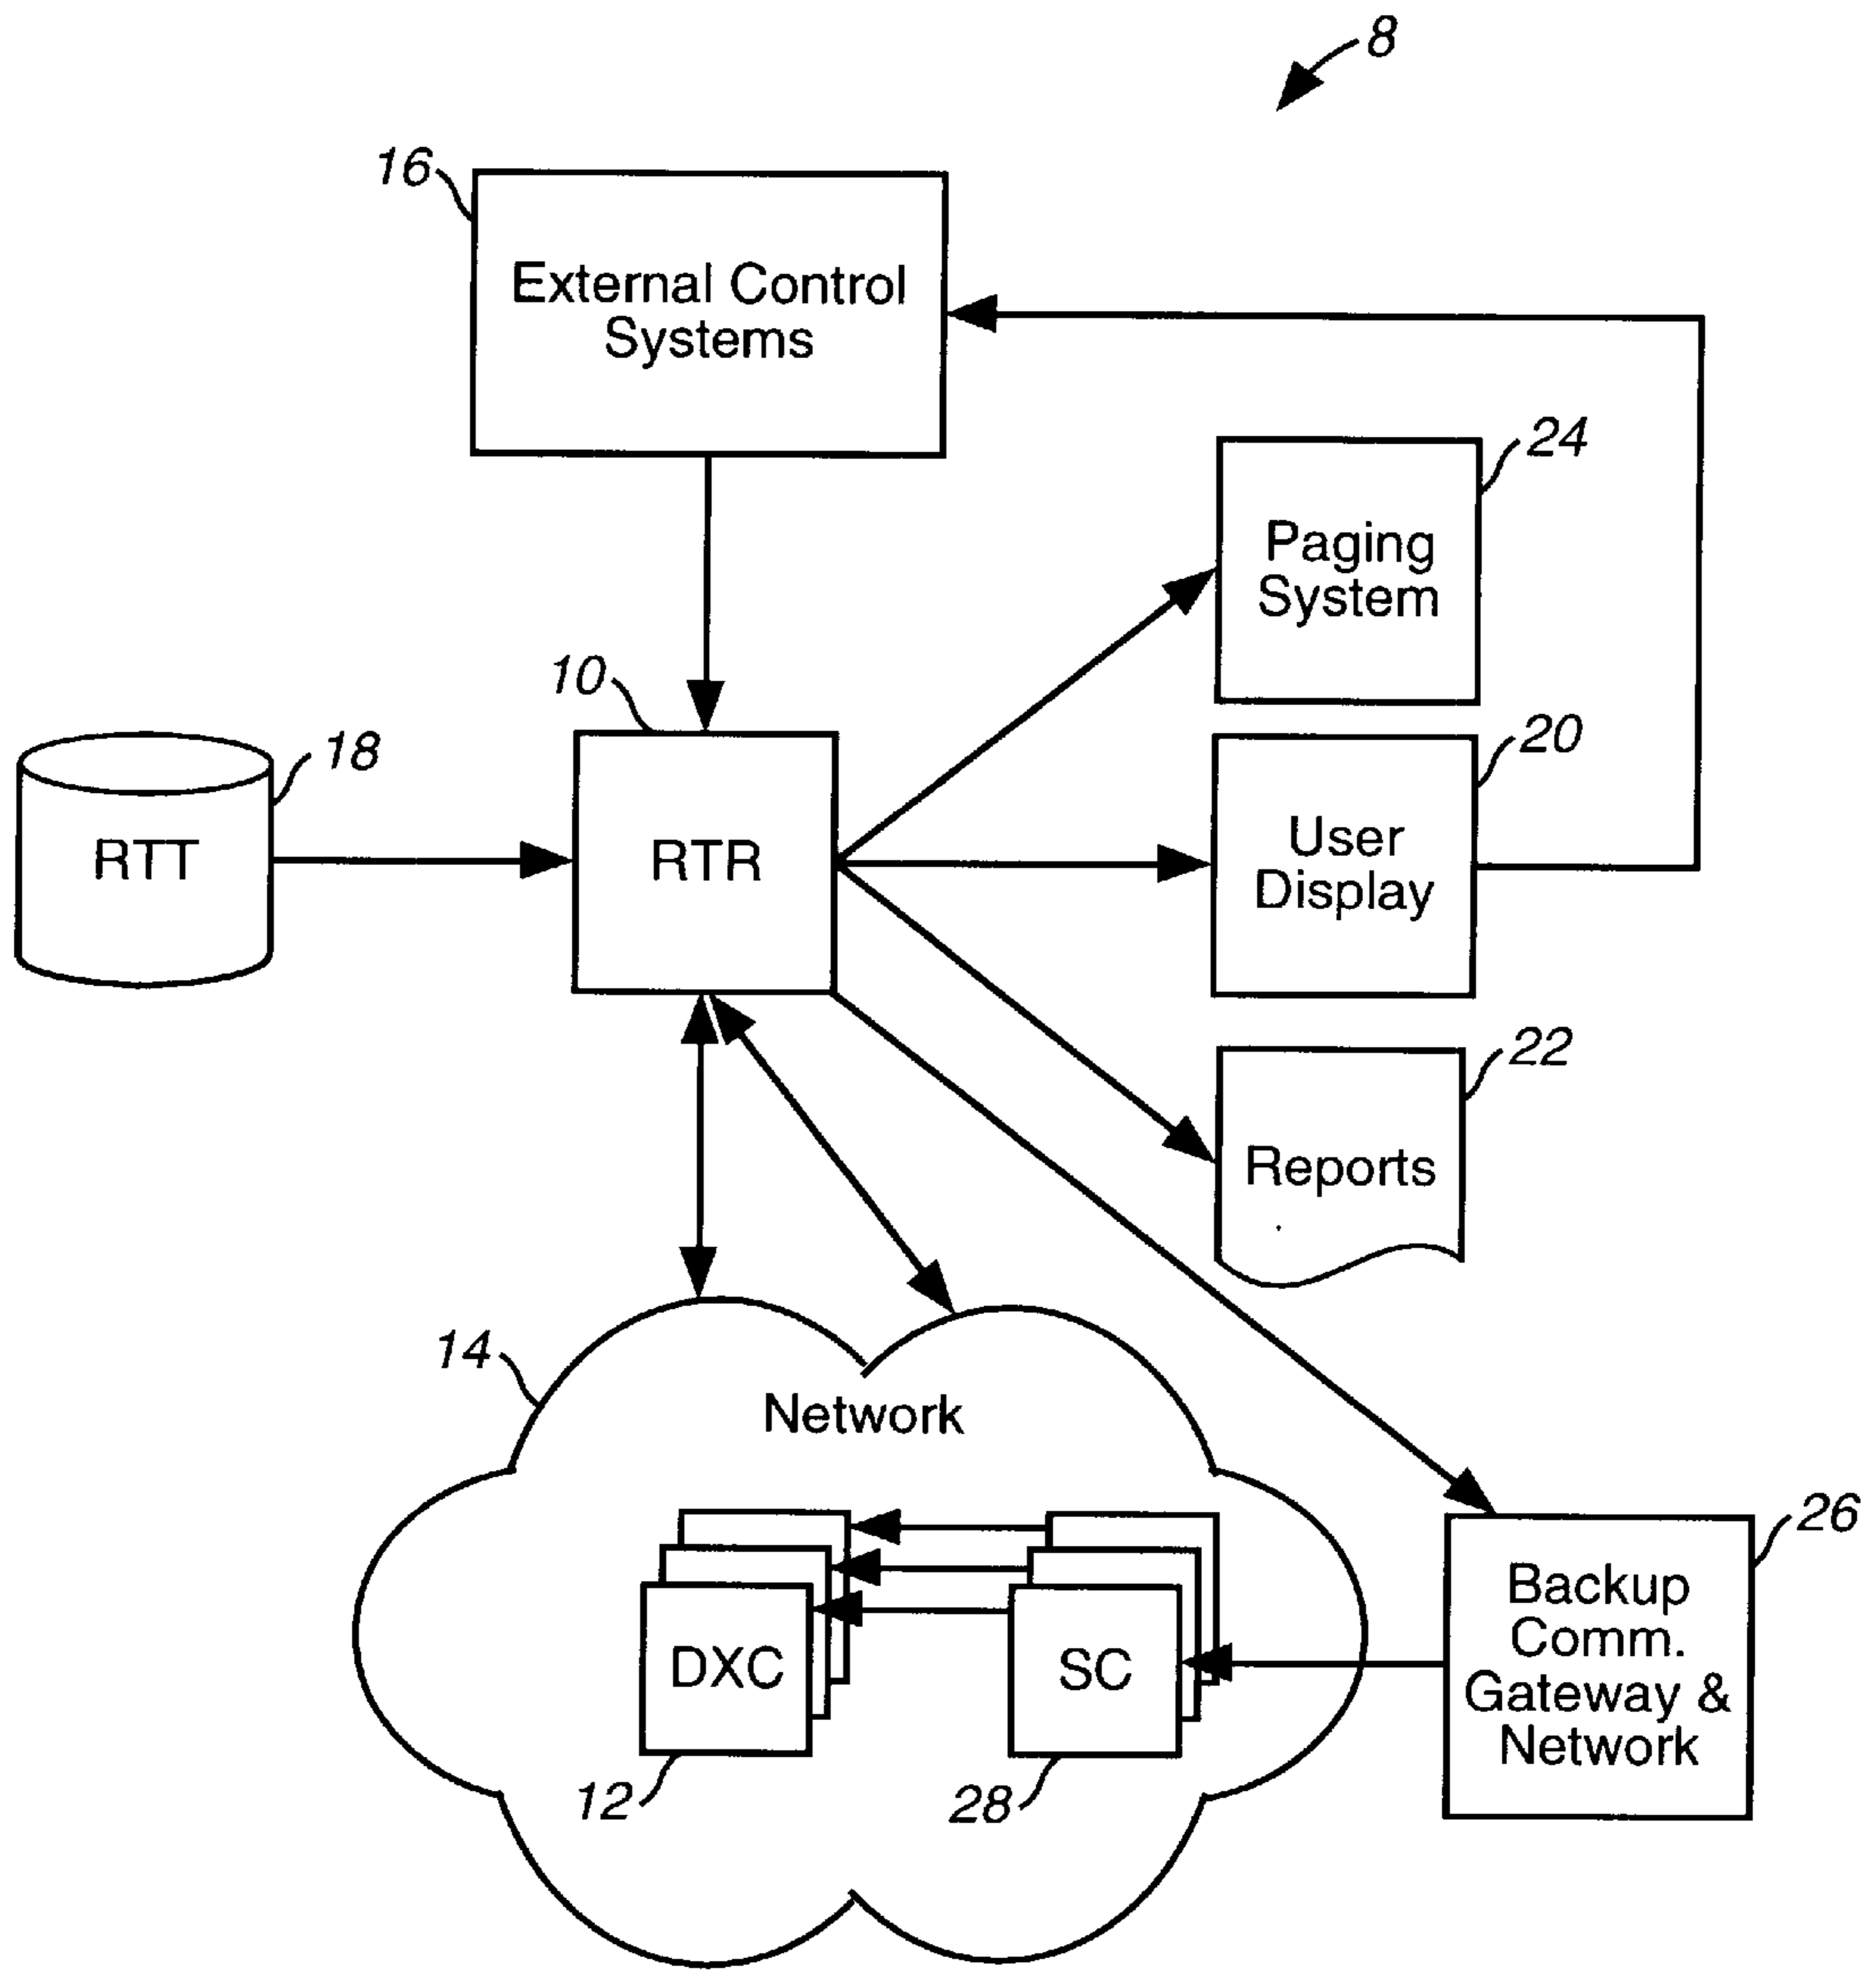 8
16
External Control
Systems
24
Paging
System
10
18
RTT
RTR
20
User
Display
22
Reports
14
Network
DXC
SC
12
28
26
Backup
Comm.
Gateway &
Network